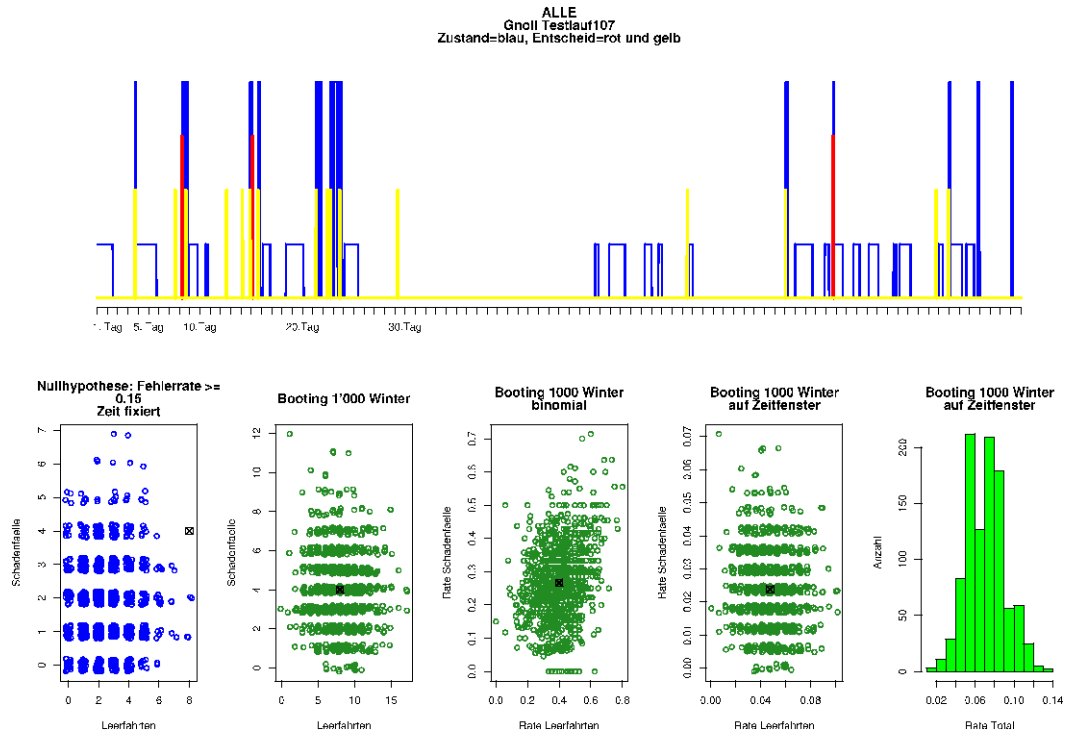 ALLE
Gnoll Testlauf107
Zustand=blau, Entscheid=rot und gelb
1. Tag 5. Tag 10.Tag 20.Tag 30.Tag
Nullhypothese: Fehlerrate >=
0.15
Zeit fixiert
Schadenfaelle
7
6
5
4
3
2
1
0
0 2 4 6 8
Leerfahrten
Booting 1'000 Winter
Schadenfaelle
12
10
8
6
4
2
0
0 5 10 15
Leerfahrten
Booting 1000 Winter
binomial
Rate Schadenfaelle
0.7
0.6
0.5
0.4
0.3
0.2
0.1
0.0
0.0 0.2 0.4 0.6 0.8
Rate Leerfahrten
Booting 1000 Winter
auf Zeitfenster
Rate Schadenfaelle
0.07
0.06
0.05
0.04
0.03
0.02
0.01
0.00
0.00 0.04 0.08
Rate Leerfahrten
Booting 1000 Winter
auf Zeitfenster
Anzahl
200
150
100
50
0
0.02 0.06 0.10 0.14
Rate Total